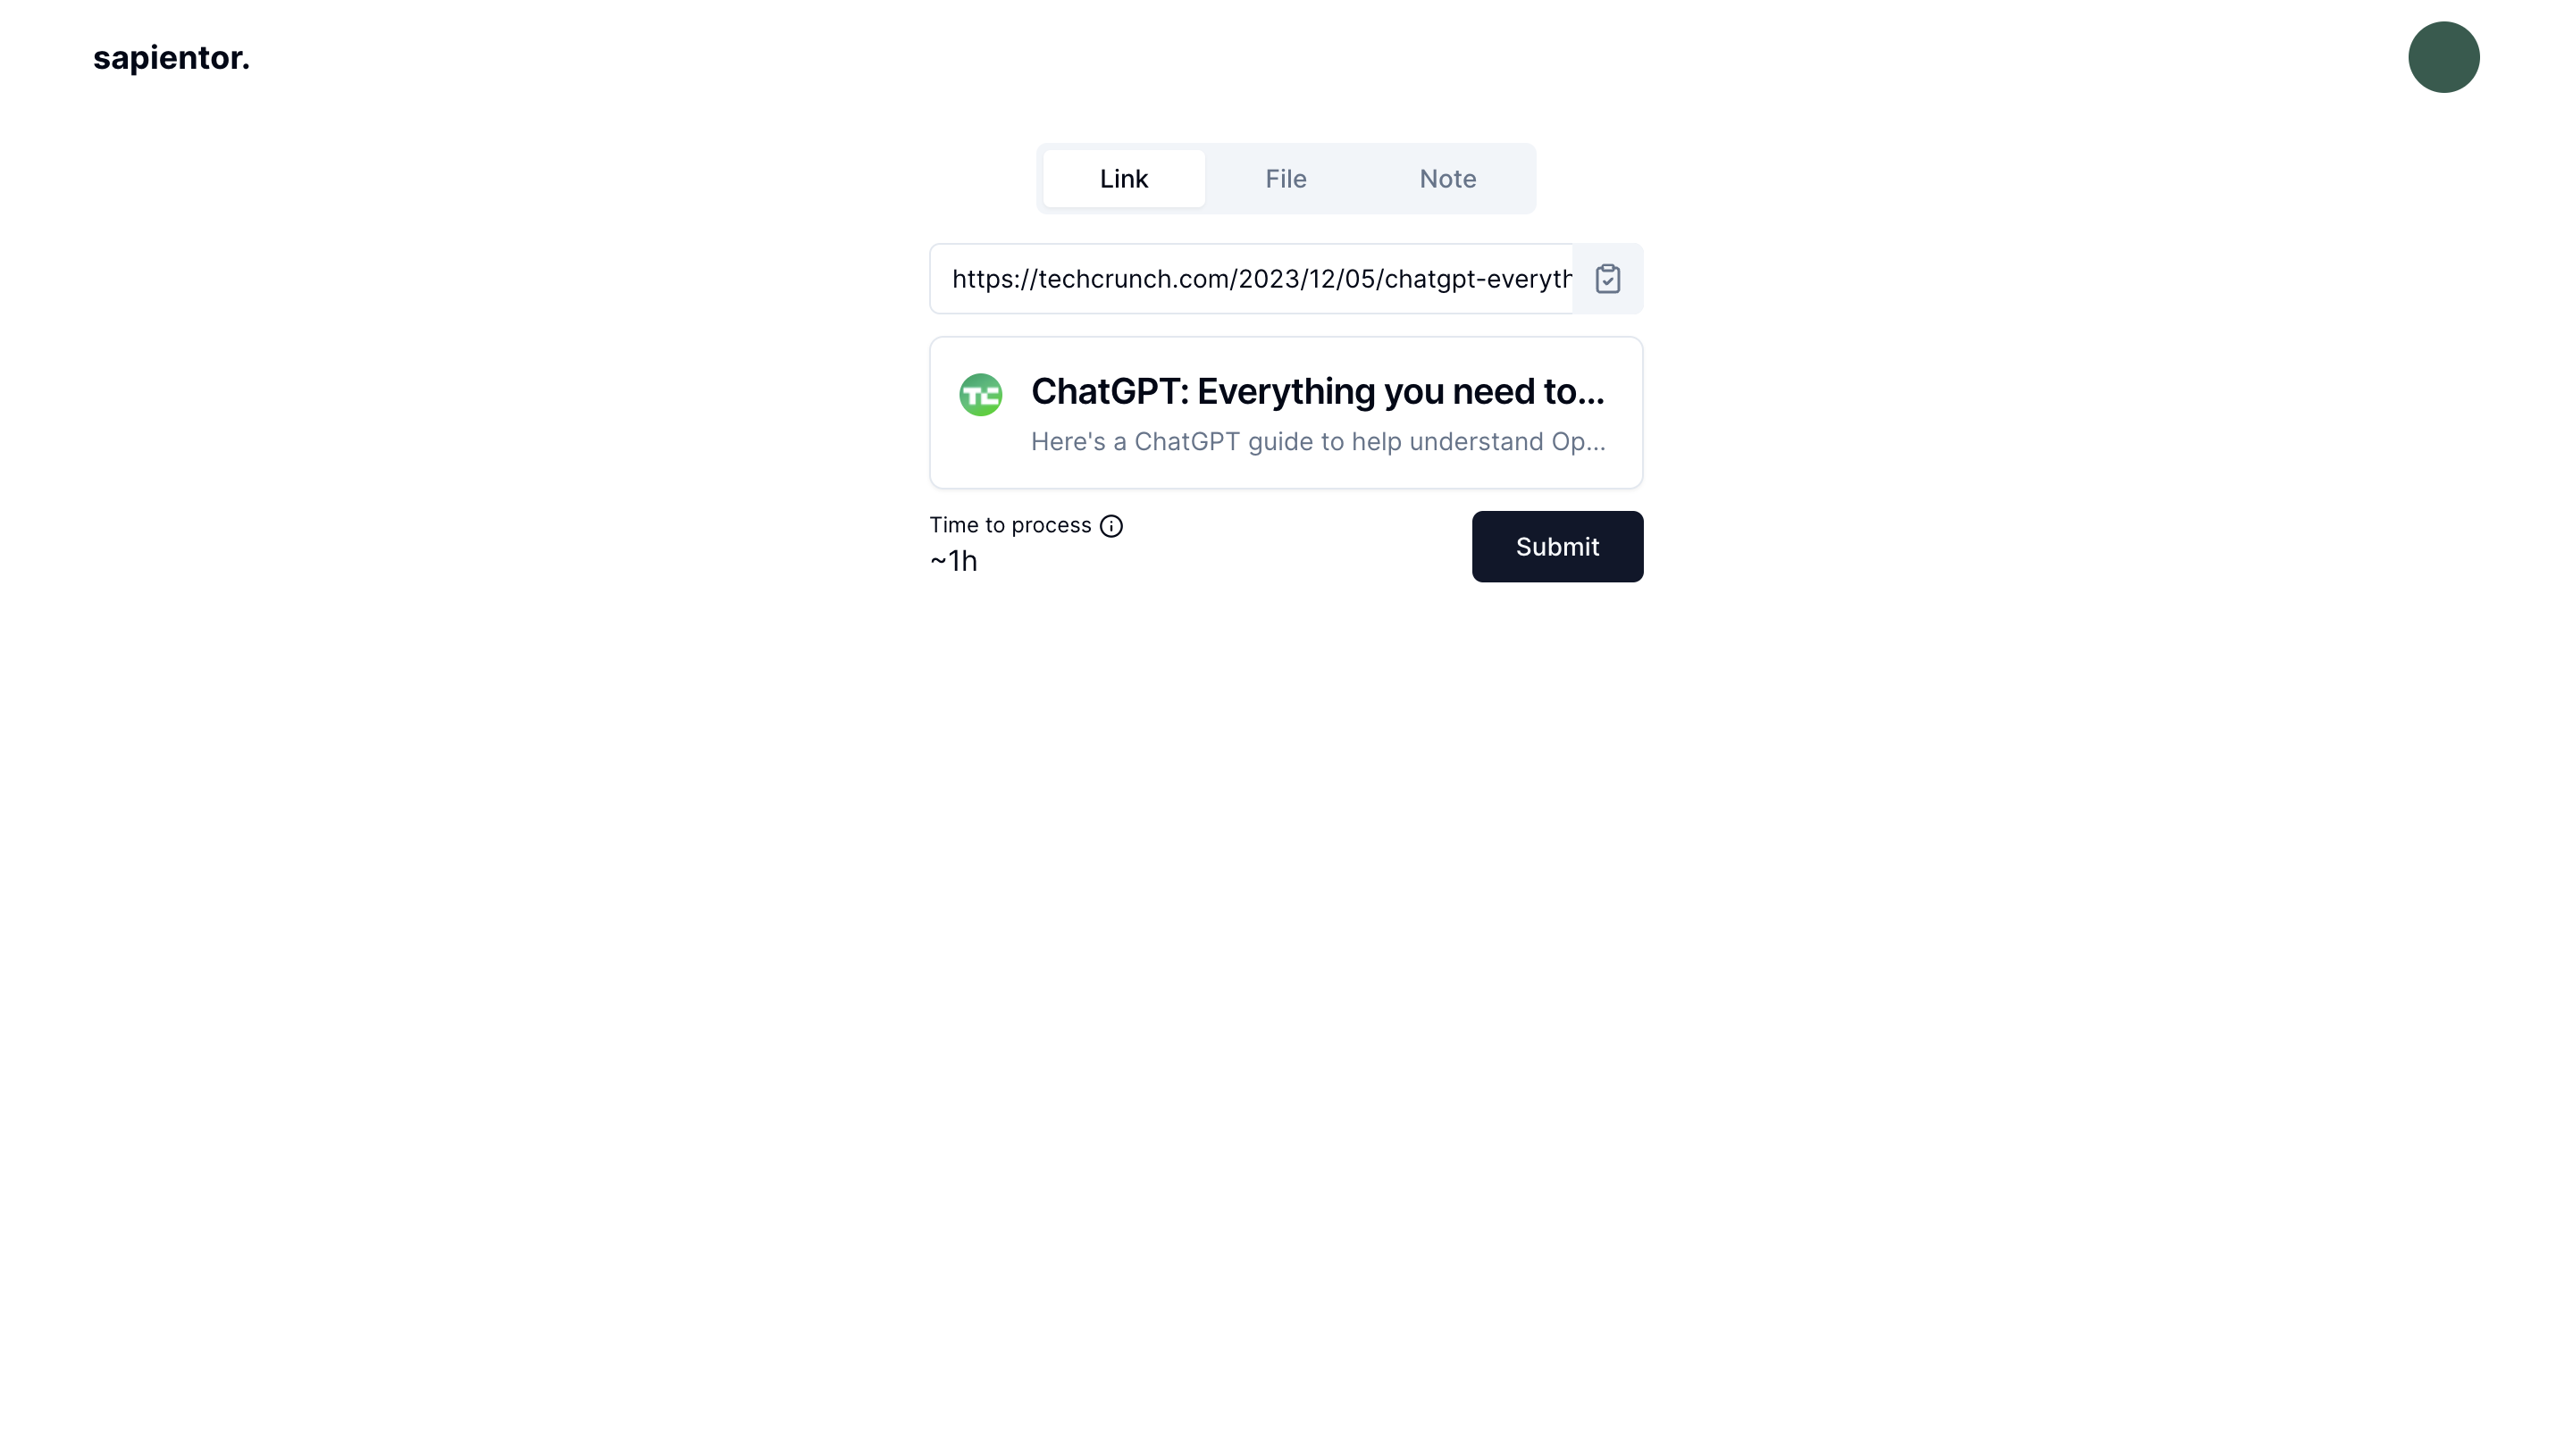 sapientor.
Link File Note
https://techcrunch.com/2023/12/05/chatgpt-everyth
TC
ChatGPT: Everything you need to...
Here's a ChatGPT guide to help understand Op...
Time to process
~1h
Submit